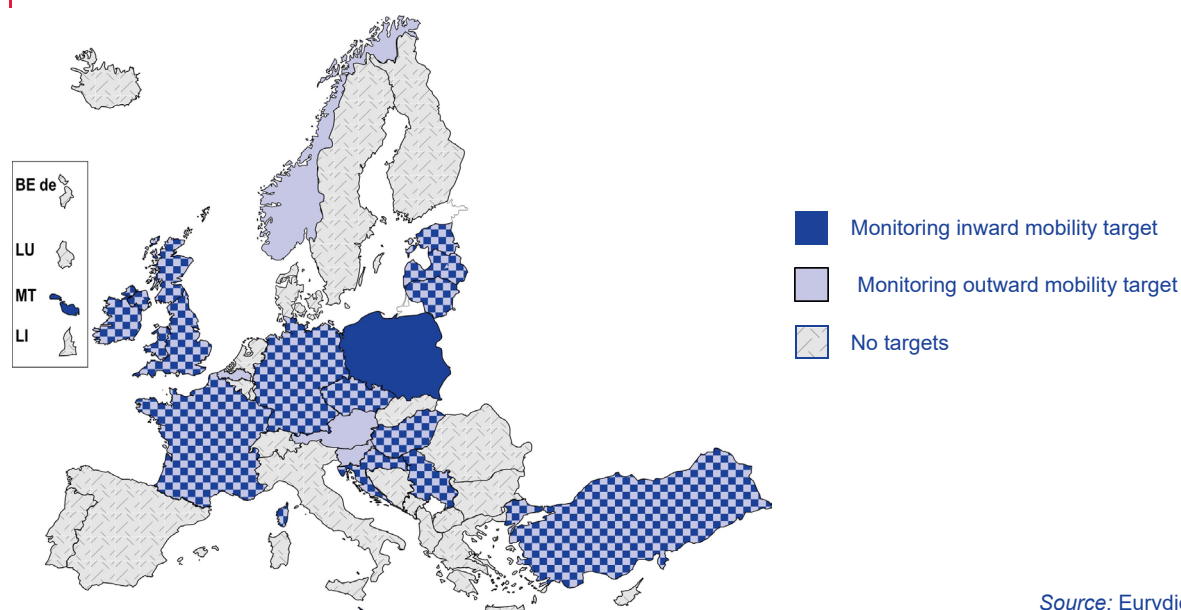 BE de
LU
MT
LI
Monitoring inward mobility target
Monitoring outward mobility target
No targets
Source: